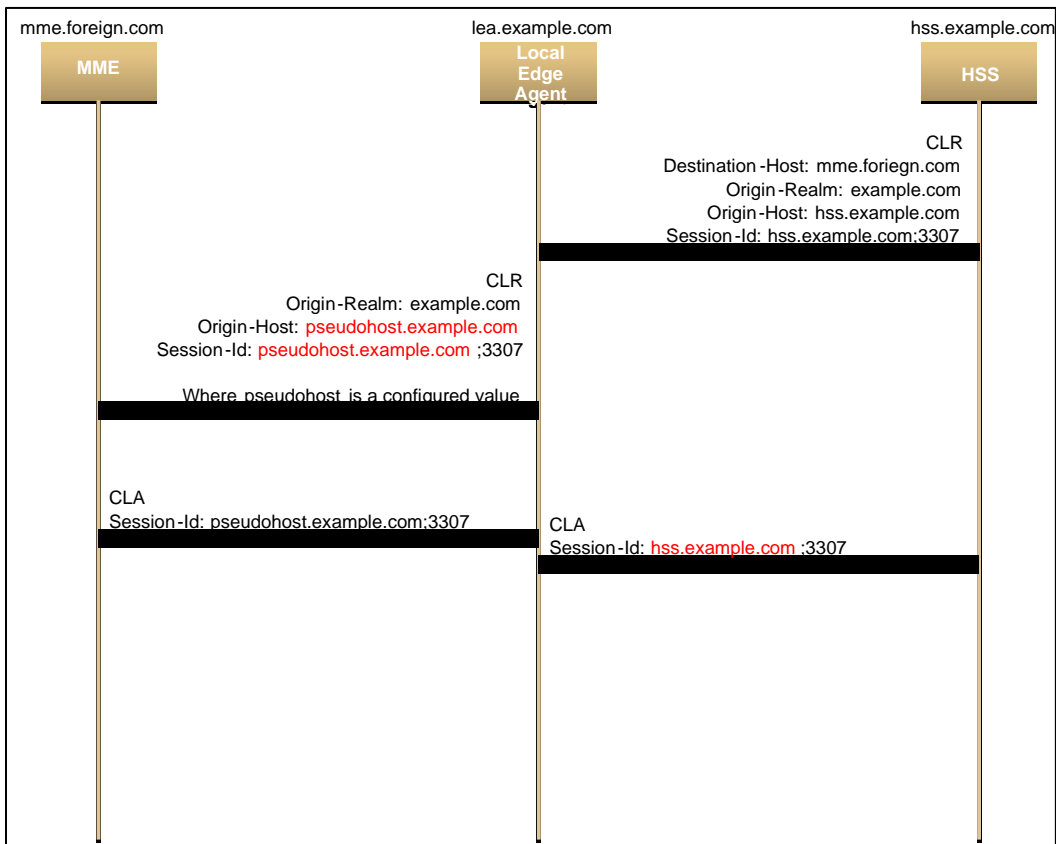 mme.foreign.com
lea.example.com
hss.example.com
MME
Local
Edge
Agent
HSS
CLR
Destination-Host: mme.foriegn.com
Origin-Realm: example.com
Origin-Host: hss.example.com
Session-Id: hss.example.com;3307
CLR
Origin-Realm: example.com
Origin-Host: pseudohost.example.com
Session-Id: pseudohost.example.com ;3307
Where pseudohost is a configured value
CLA
Session-Id: pseudohost.example.com;3307
CLA
Session-Id: hss.example.com ;3307